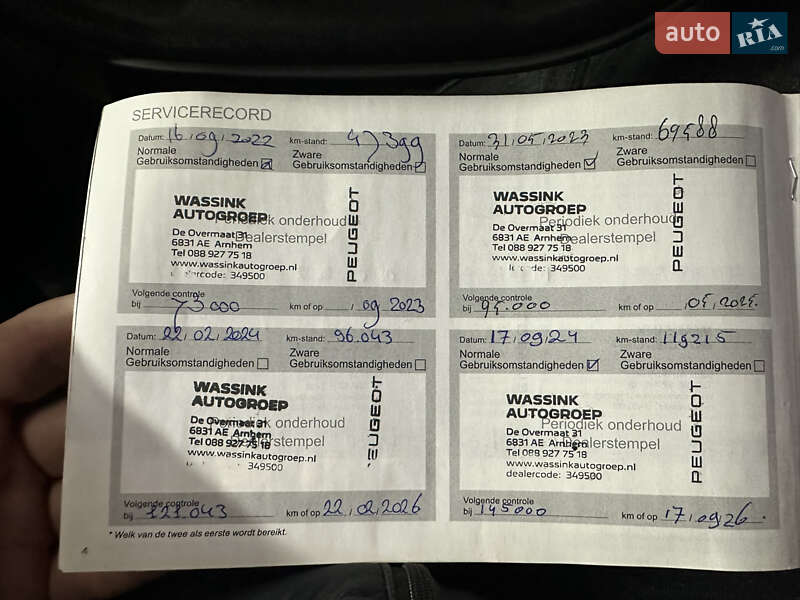 auto RIA .com
SERVICERECORD
Datum: 16,09,2022 km-stand: 47399
Normale Gebruiksomstandigheden
Zware Gebruiksomstandigheden
WASSINK
AUTOGROEP
Periodiek onderhoud
De Overmaat 31
Dealerstempel
6831 AE Arnhem
Tel 088 927 75 18
www.wassinkautogroep.nl
dealercode: 349500
PEUGEOT
Volgende controle
bij 73000 km of op 09 2023
Datum: 31,05,2023 km-stand: 69588
Normale Gebruiksomstandigheden
Zware Gebruiksomstandigheden
WASSINK
AUTOGROEP
Periodiek onderhoud
De Overmaat 31
Dealerstempel
6831 AE Arnhem
Tel 088 927 75 18
www.wassinkautogroep.nl
349500
PEUGEOT
Volgende controle
bij km of op
Datum: 22,02,2024 km-stand: 96.043
Normale Gebruiksomstandigheden
Zware Gebruiksomstandigheden
WASSINK
AUTOGROEP
Periodiek onderhoud
De Overmaat 31
Dealerstempel
6831 AE Arnhem
Tel 088 927 75 18
www.wassinkautogroep.nl
349500
PEUGEOT
Volgende controle
bij 121.043 km of op 22,02,2026
Datum: 17,09,24 km-stand: 119215
Normale Gebruiksomstandigheden
Zware Gebruiksomstandigheden
WASSINK
AUTOGROEP
Periodiek onderhoud
De Overmaat 31
Dealerstempel
6831 AE Arnhem
Tel 088 927 75 18
www.wassinkautogroep.nl
dealercode: 349500
PEUGEOT
Volgende controle
bij 145000 km of op 17,09,26
* Welk van de twee als eerste wordt bereikt.
4